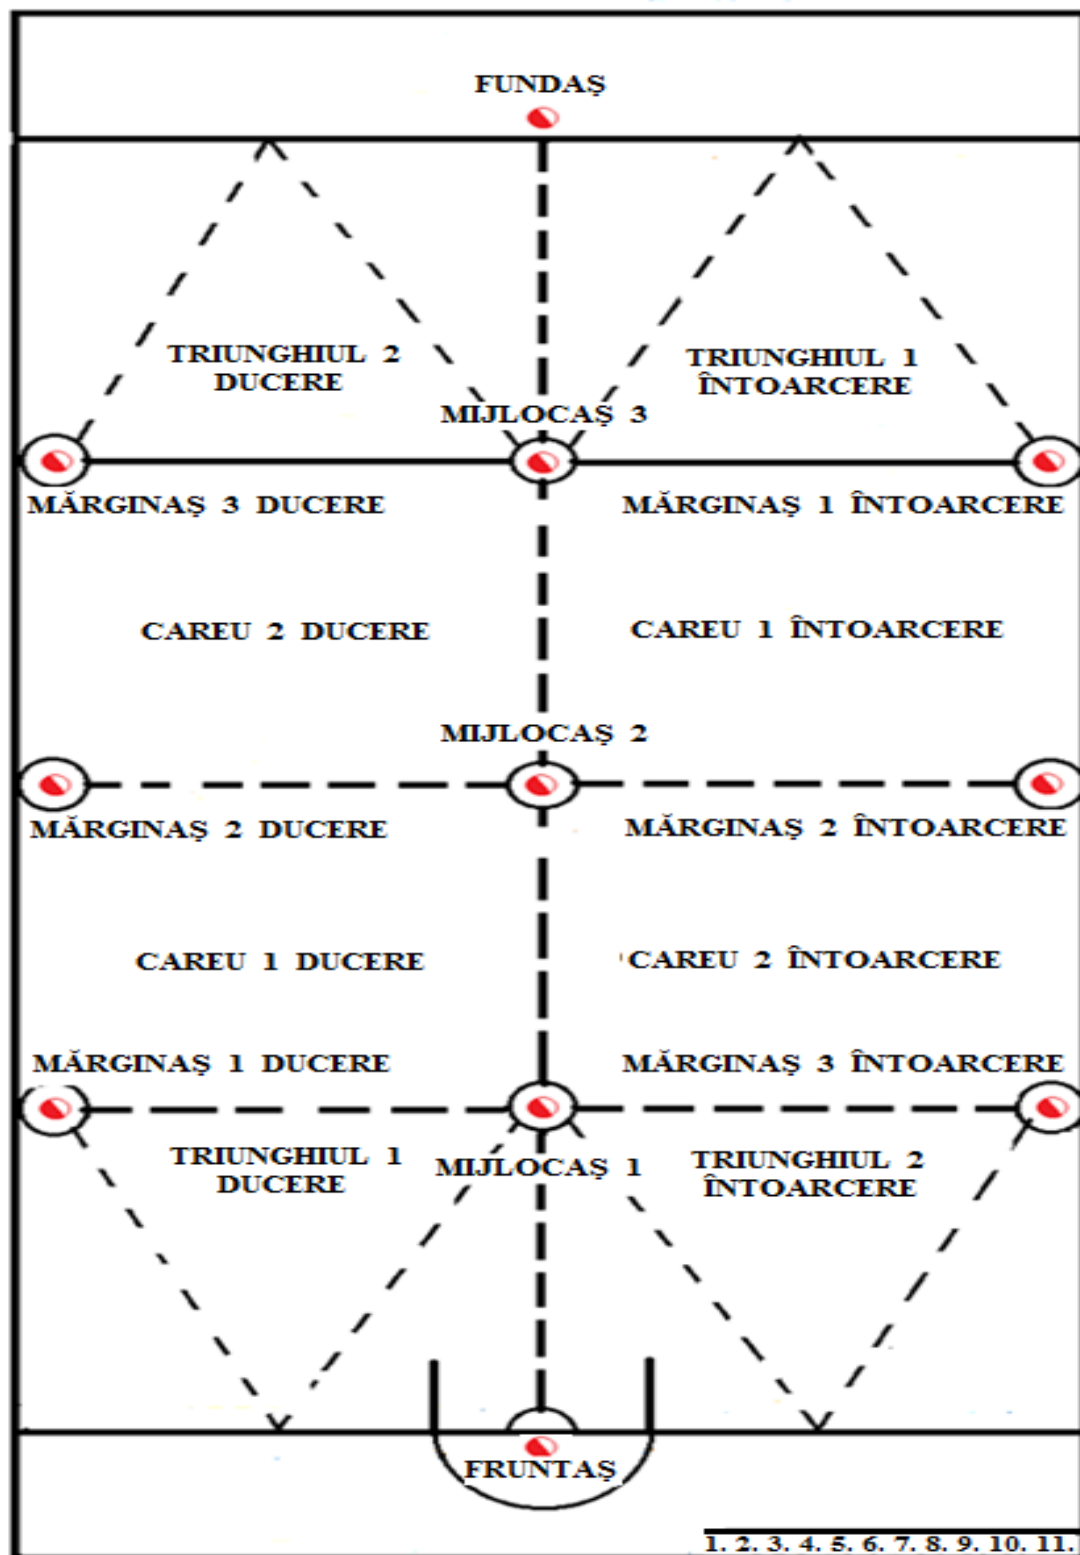 FUNDAȘ
TRIUNGHIUL 2
DUCERE
TRIUNGHIUL 1
ÎNTOARCERE
MIJLOCAȘ 3
MĂRGINAȘ 3 DUCERE
MĂRGINAȘ 1 ÎNTOARCERE
CAREU 2 DUCERE
CAREU 1 ÎNTOARCERE
MIJLOCAȘ 2
MĂRGINAȘ 2 DUCERE
MĂRGINAȘ 2 ÎNTOARCERE
CAREU 1 DUCERE
CAREU 2 ÎNTOARCERE
MĂRGINAȘ 1 DUCERE
MĂRGINAȘ 3 ÎNTOARCERE
TRIUNGHIUL 1
DUCERE
MIJLOCAȘ 1
TRIUNGHIUL 2
ÎNTOARCERE
FRUNTAȘ
1. 2. 3. 4. 5. 6. 7. 8. 9. 10. 11.